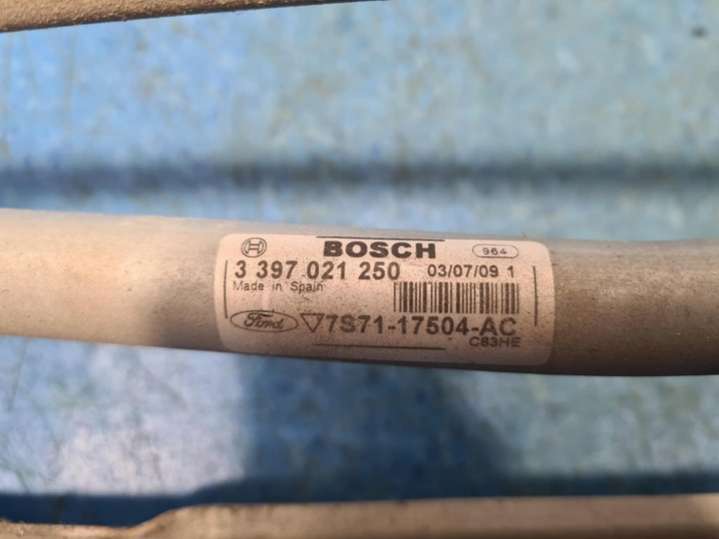 BOSCH 964
3 397 021 250 03/07/09 1
Made in Spain
Ford 7S71-17504-AC
C83HE